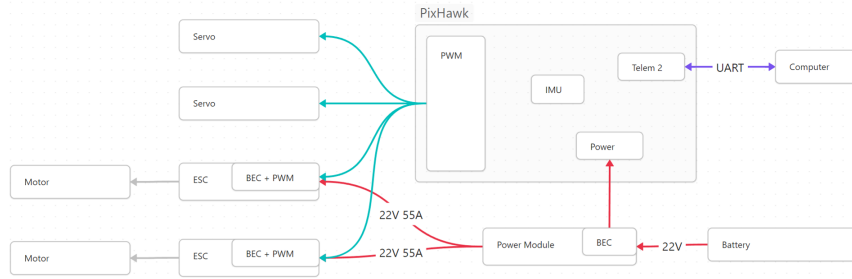 PixHawk
Servo
PWM
Telem 2
UART
Computer
IMU
Servo
Power
Motor
ESC
BEC + PWM
22V 55A
Power Module
BEC
22V
Battery
Motor
ESC
BEC + PWM
22V 55A